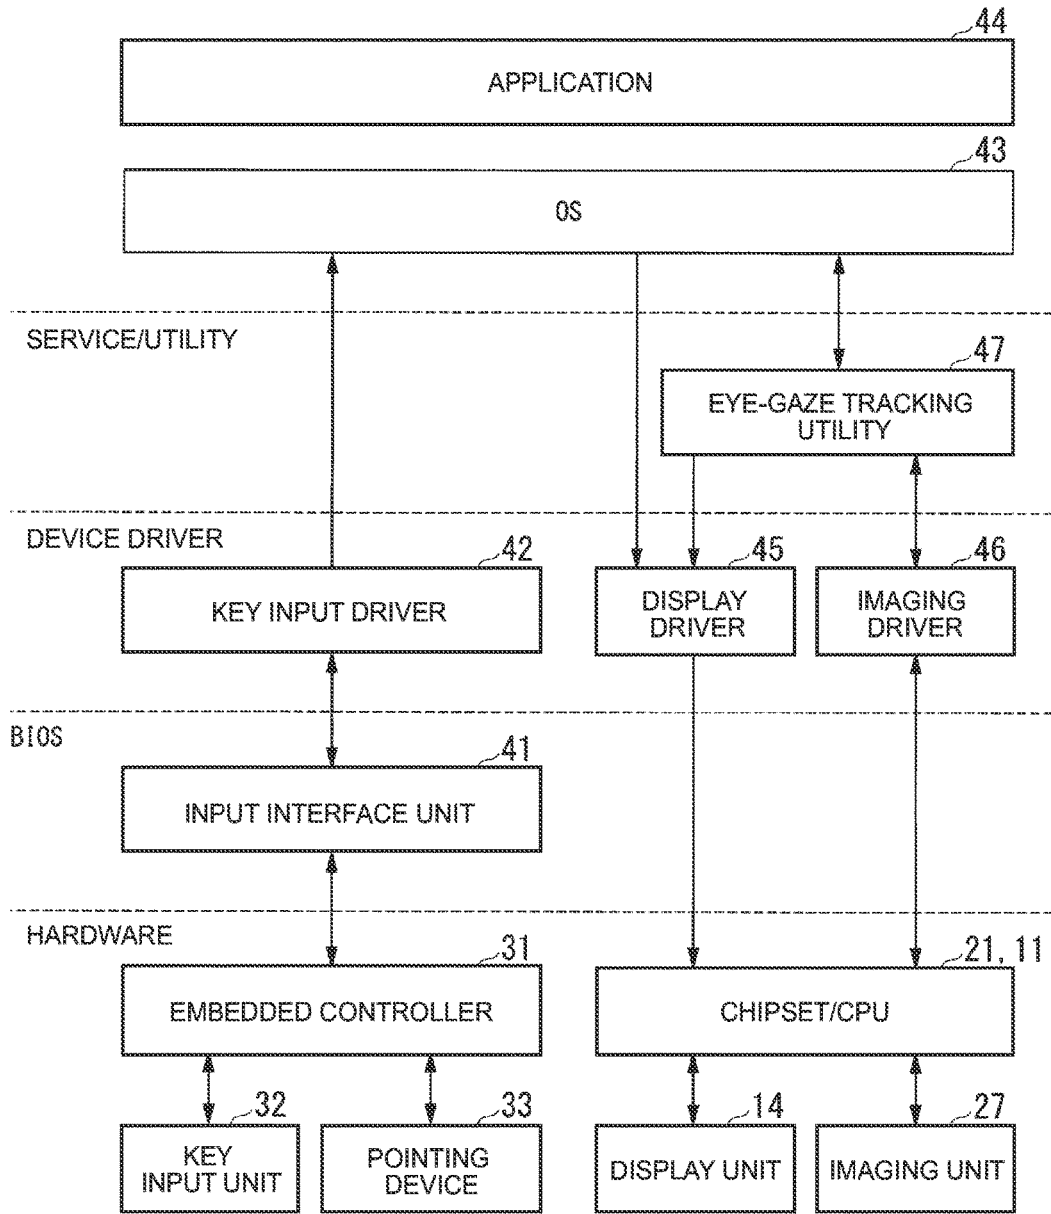 44
APPLICATION
43
OS
SERVICE/UTILITY
47
EYE-GAZE TRACKING
UTILITY
DEVICE DRIVER
42
KEY INPUT DRIVER
45
DISPLAY
DRIVER
46
IMAGING
DRIVER
BIOS
41
INPUT INTERFACE UNIT
HARDWARE
31
EMBEDDED CONTROLLER
21, 11
CHIPSET/CPU
32
KEY
INPUT UNIT
33
POINTING
DEVICE
14
DISPLAY UNIT
27
IMAGING UNIT